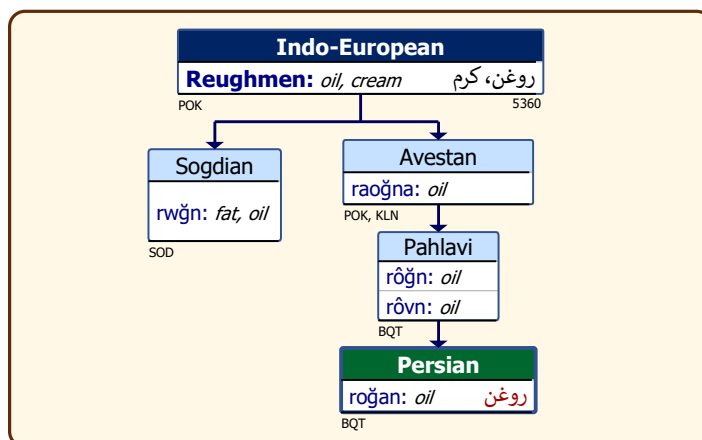 Indo-European
Reughmen: oil, cream روغن، کرم
POK 5360
Sogdian
rwğn: fat, oil
SOD
Avestan
raoğna: oil
POK, KLN
Pahlavi
rôğn: oil
rôvn: oil
BQT
Persian
roğan: oil روغن
BQT